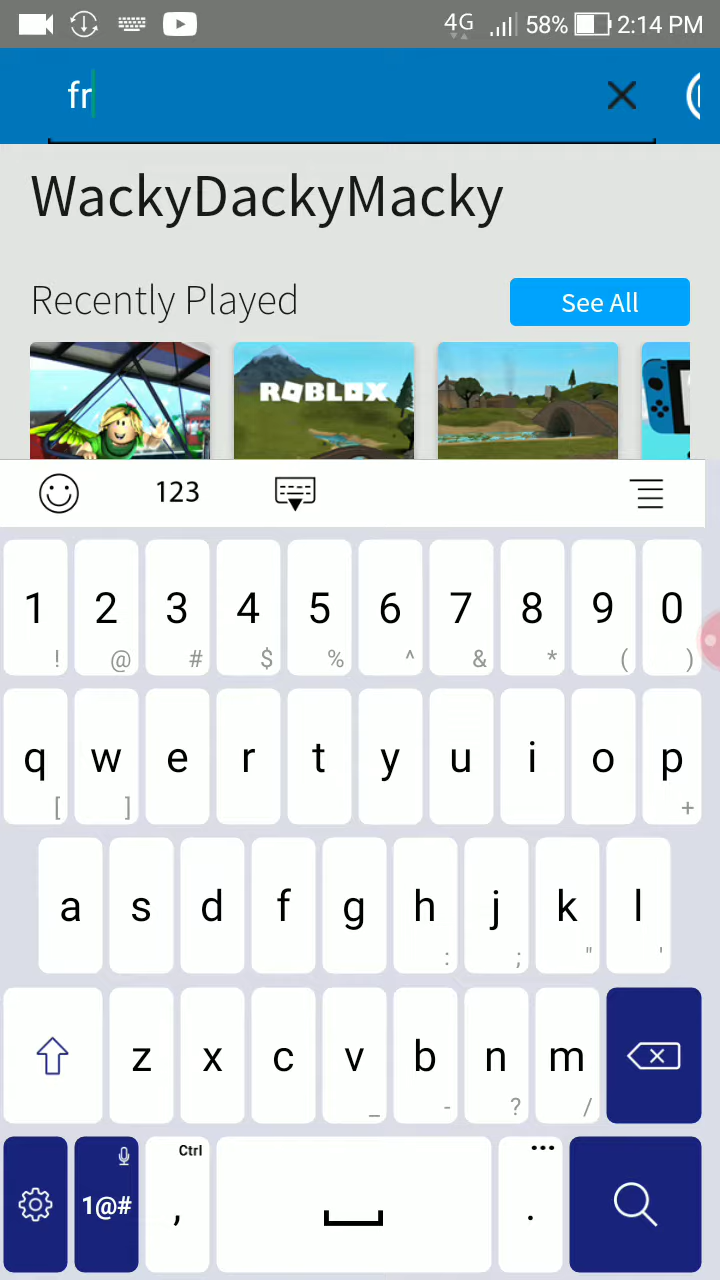 4G 58% 2:14 PM
fr
WackyDackyMacky
Recently Played See All
ROBLOX
123
1 2 3 4 5 6 7 8 9 0
! @ # $ % ^ & * ( )
q w e r t y u i o p
[ ] +
a s d f g h j k l
: ; " '
z x c v b n m
_ - ? /
Ctrl ...
1@# , .